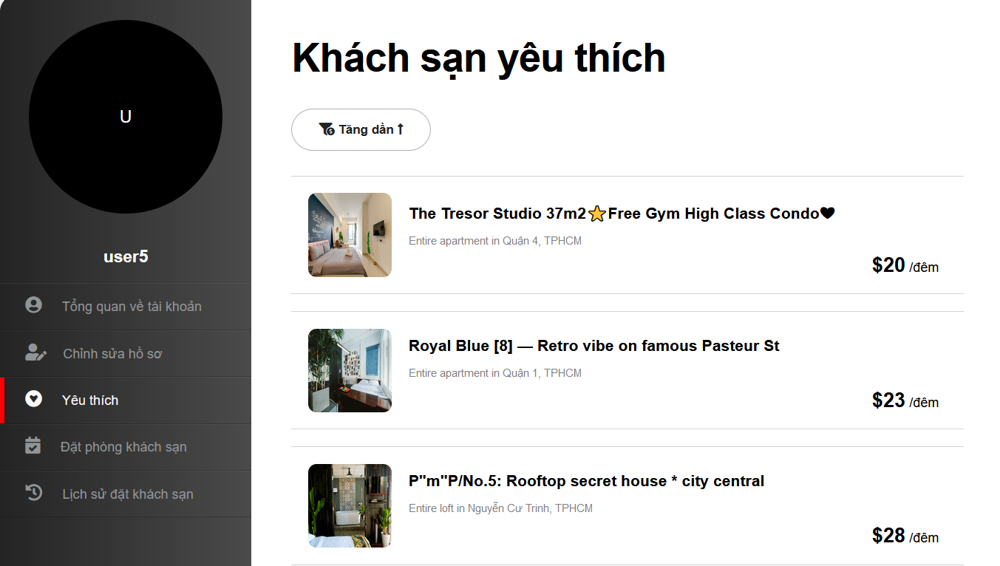 U
user5
Tổng quan về tài khoản
Chỉnh sửa hồ sơ
Yêu thích
Đặt phòng khách sạn
Lịch sử đặt khách sạn
Khách sạn yêu thích
Tăng dần ↑
The Tresor Studio 37m2⭐Free Gym High Class Condo❤
Entire apartment in Quận 4, TPHCM
$20 /đêm
Royal Blue [8] — Retro vibe on famous Pasteur St
Entire apartment in Quận 1, TPHCM
$23 /đêm
P"m"P/No.5: Rooftop secret house * city central
Entire loft in Nguyễn Cư Trinh, TPHCM
$28 /đêm